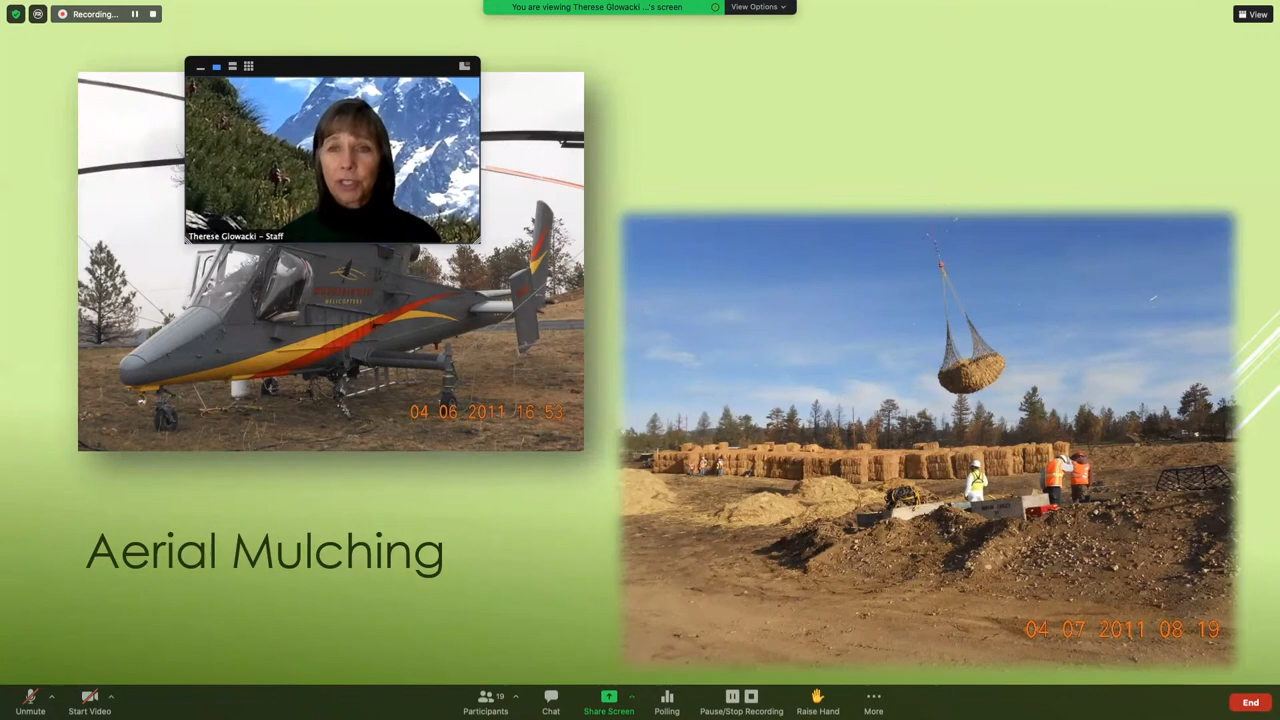 Recording...
You are viewing Therese Glowacki ...'s screen
View Options
View
Therese Glowacki - Staff
HELICOPTERS
04 06 2011 16 53
Aerial Mulching
04 07 2011 08 19
Unmute
Start Video
19
Participants
Chat
Share Screen
Polling
Pause/Stop Recording
Raise Hand
More
End